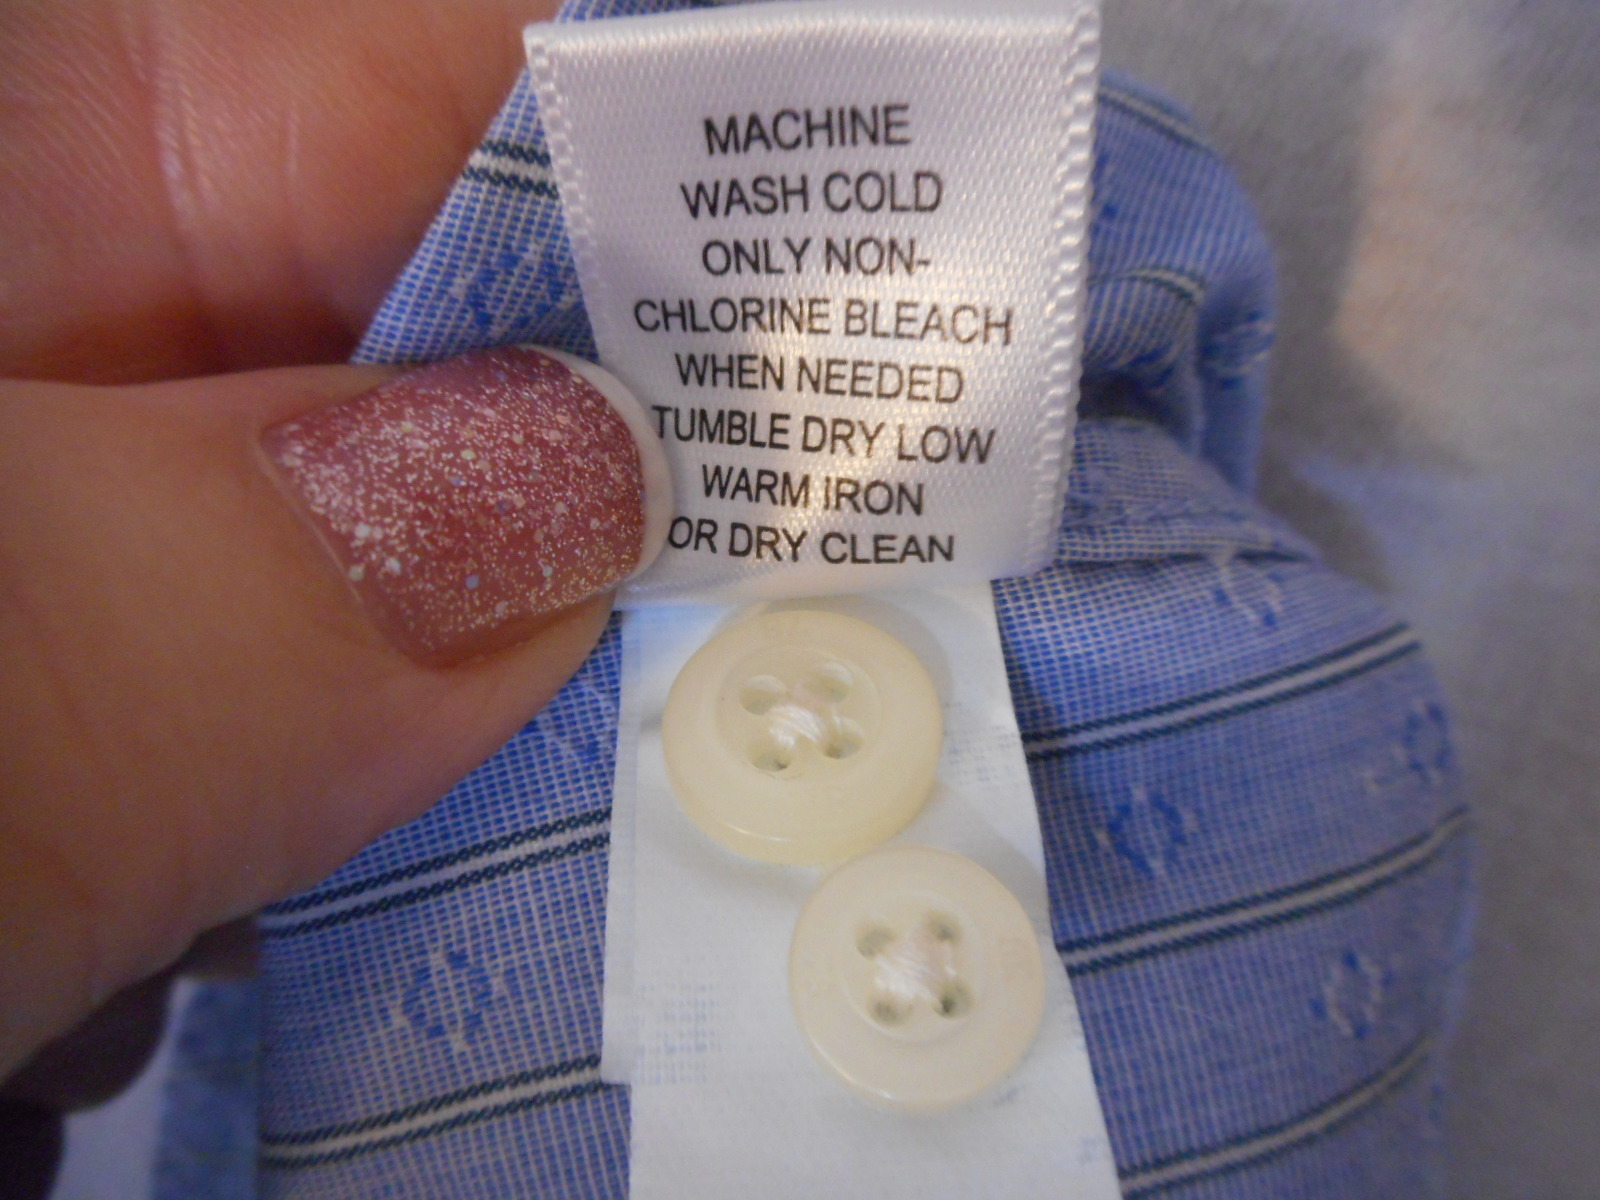 MACHINE
WASH COLD
ONLY NON-
CHLORINE BLEACH
WHEN NEEDED
TUMBLE DRY LOW
WARM IRON
OR DRY CLEAN